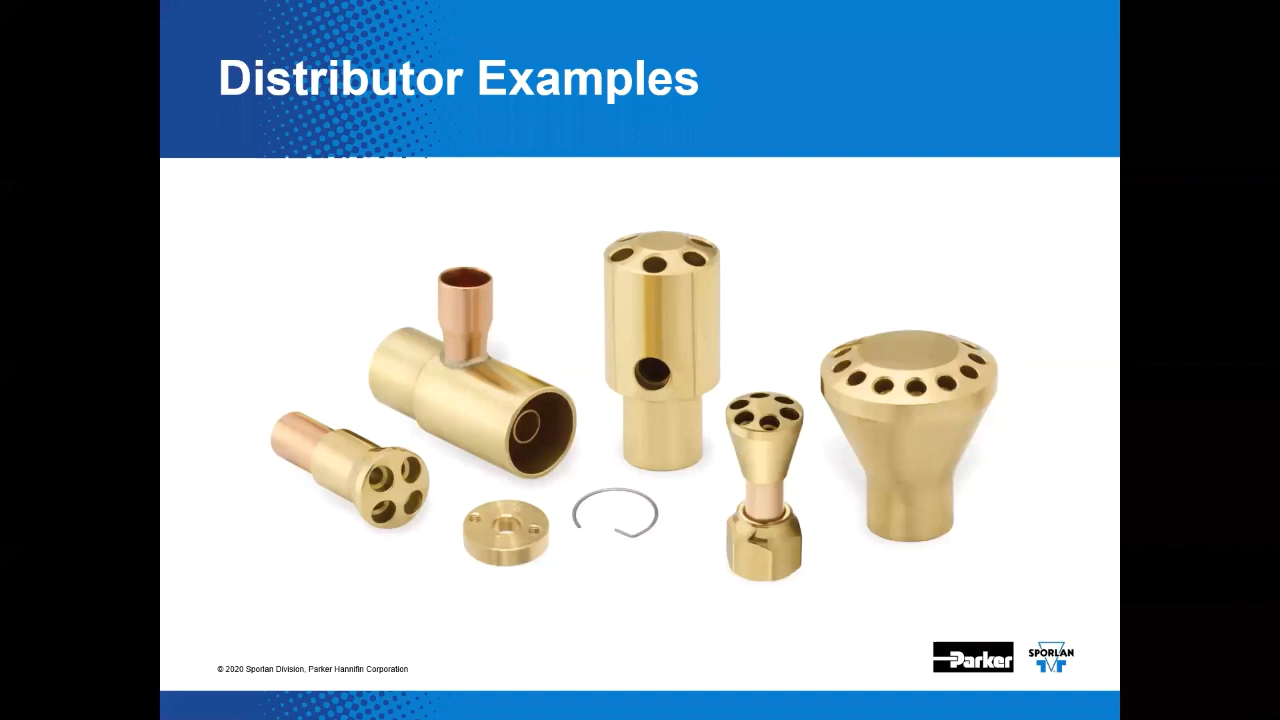 Distributor Examples
© 2020 Sporlan Division, Parker Hannifin Corporation
Parker
SPORLAN